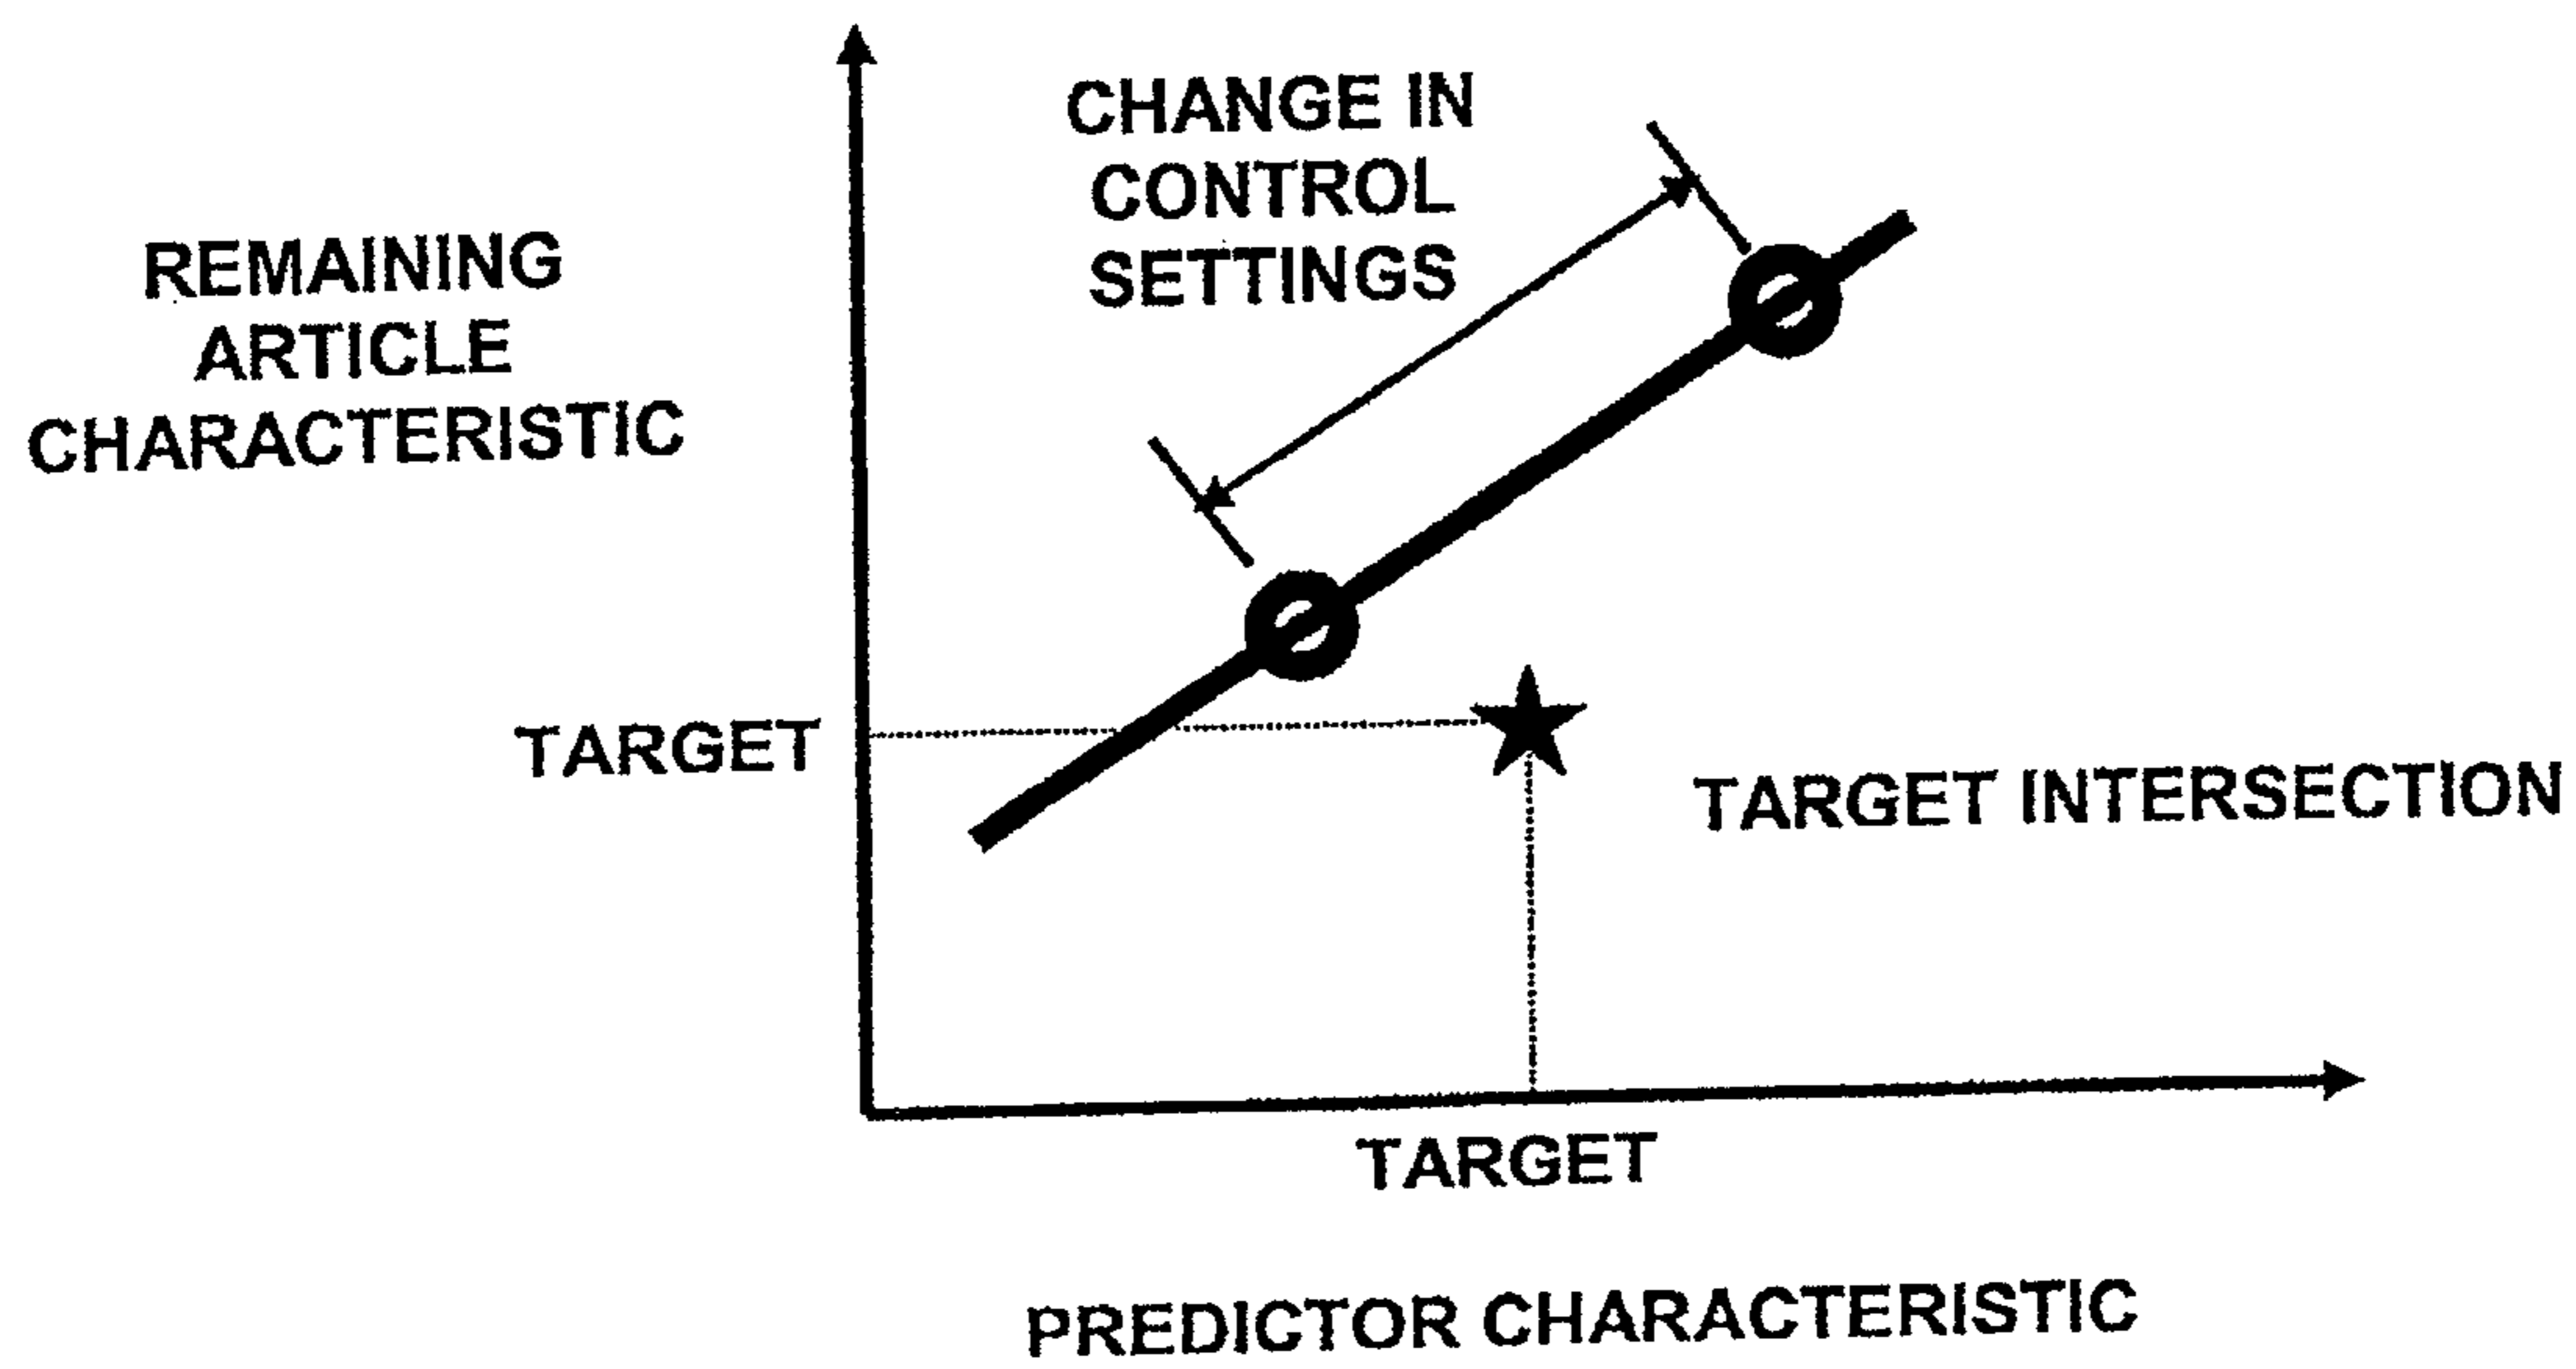 CHANGE IN
CONTROL
SETTINGS
REMAINING
ARTICLE
CHARACTERISTIC
TARGET
TARGET INTERSECTION
TARGET
PREDICTOR CHARACTERISTIC